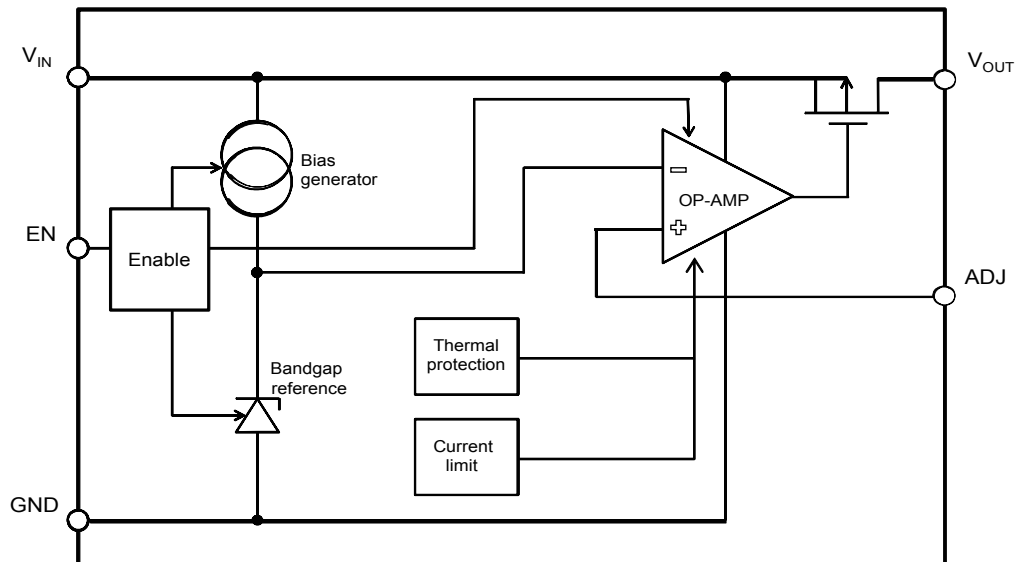 V_IN
V_OUT
Bias
generator
OP-AMP
EN
Enable
ADJ
Thermal
protection
Bandgap
reference
Current
limit
GND